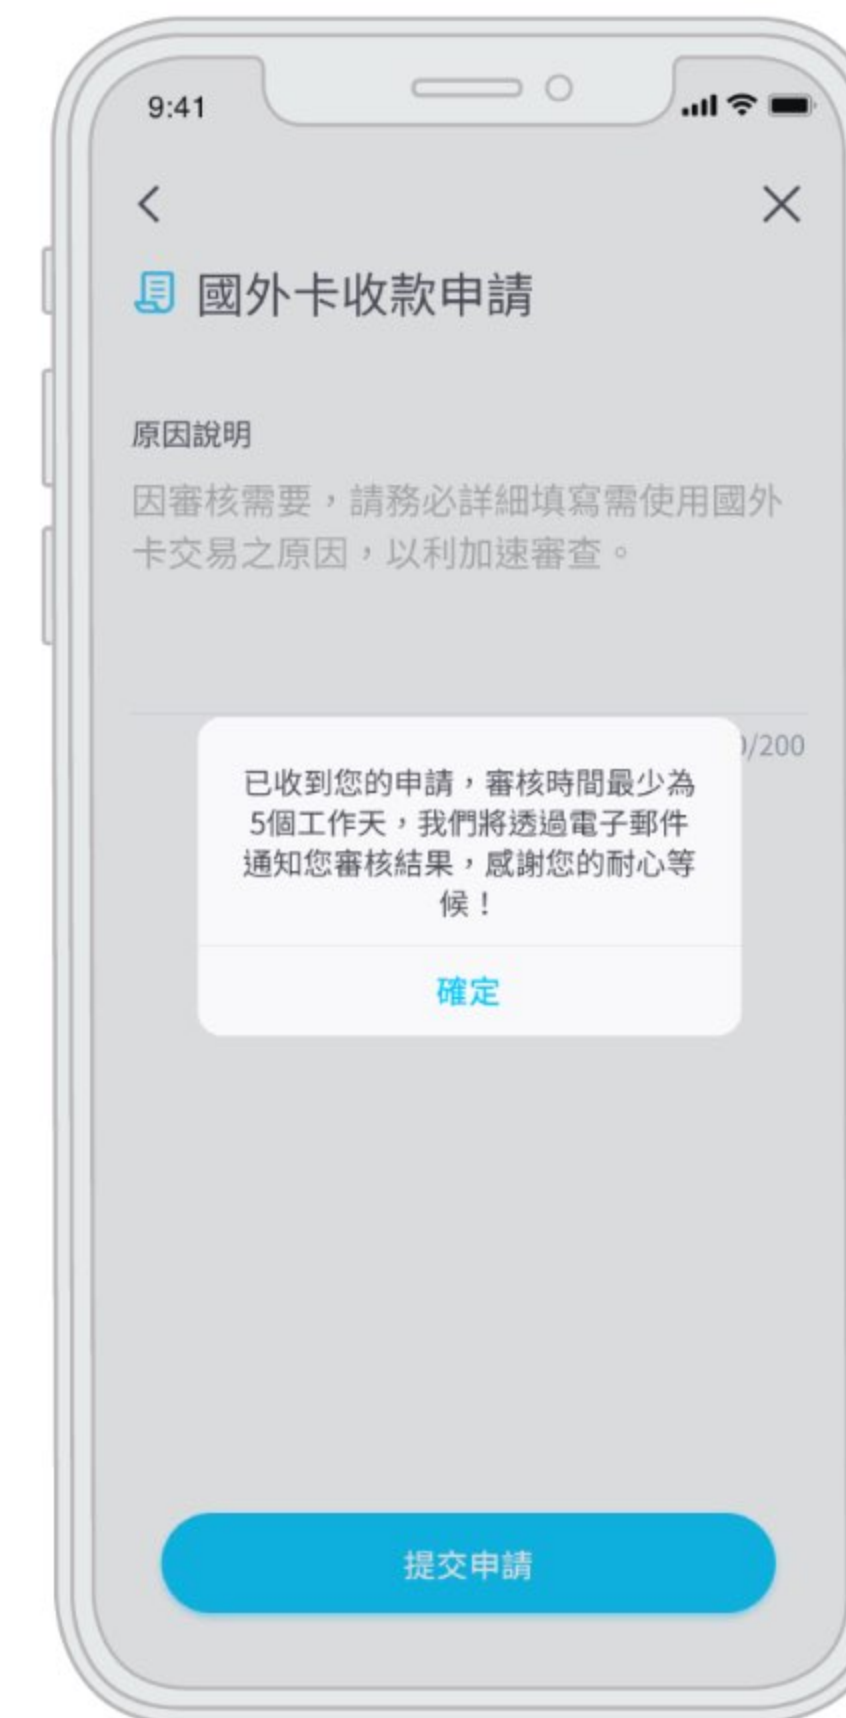 9:41
國外卡收款申請
原因說明
因審核需要，請務必詳細填寫需使用國外
卡交易之原因，以利加速審查。
/200
已收到您的申請，審核時間最少為
5個工作天，我們將透過電子郵件
通知您審核結果，感謝您的耐心等
候！
確定
提交申請